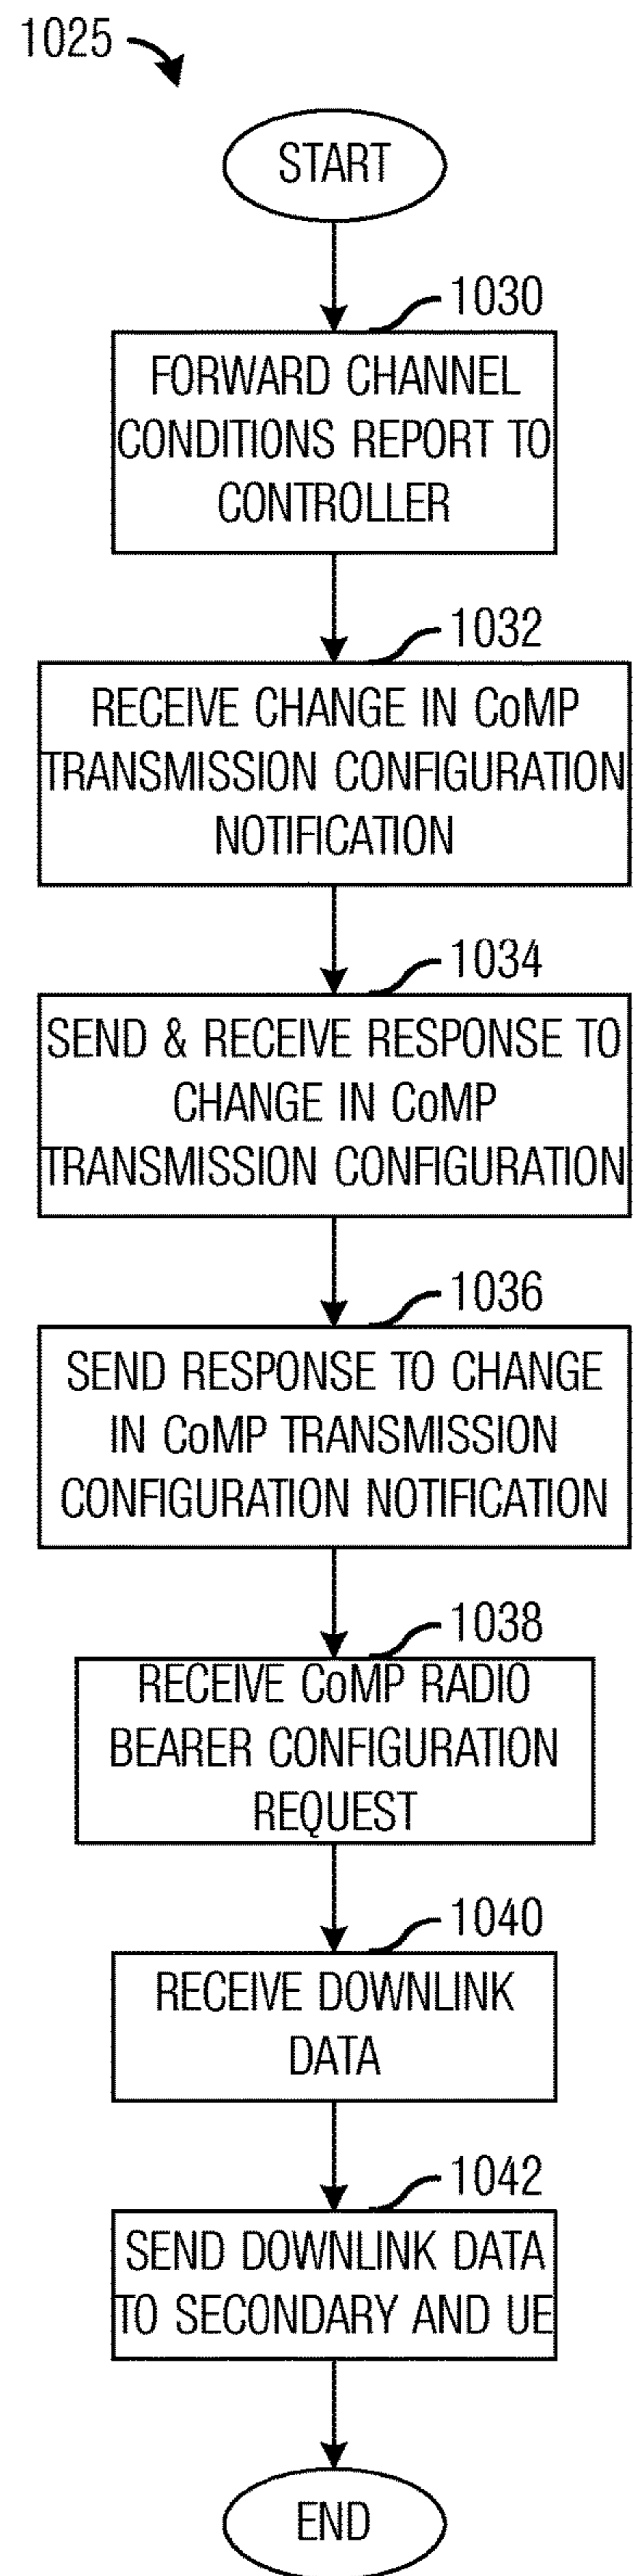 1025
START
1030
FORWARD CHANNEL
CONDITIONS REPORT TO
CONTROLLER
1032
RECEIVE CHANGE IN CoMP
TRANSMISSION CONFIGURATION
NOTIFICATION
1034
SEND & RECEIVE RESPONSE TO
CHANGE IN CoMP
TRANSMISSION CONFIGURATION
1036
SEND RESPONSE TO CHANGE
IN CoMP TRANSMISSION
CONFIGURATION NOTIFICATION
1038
RECEIVE CoMP RADIO
BEARER CONFIGURATION
REQUEST
1040
RECEIVE DOWNLINK
DATA
1042
SEND DOWNLINK DATA
TO SECONDARY AND UE
END